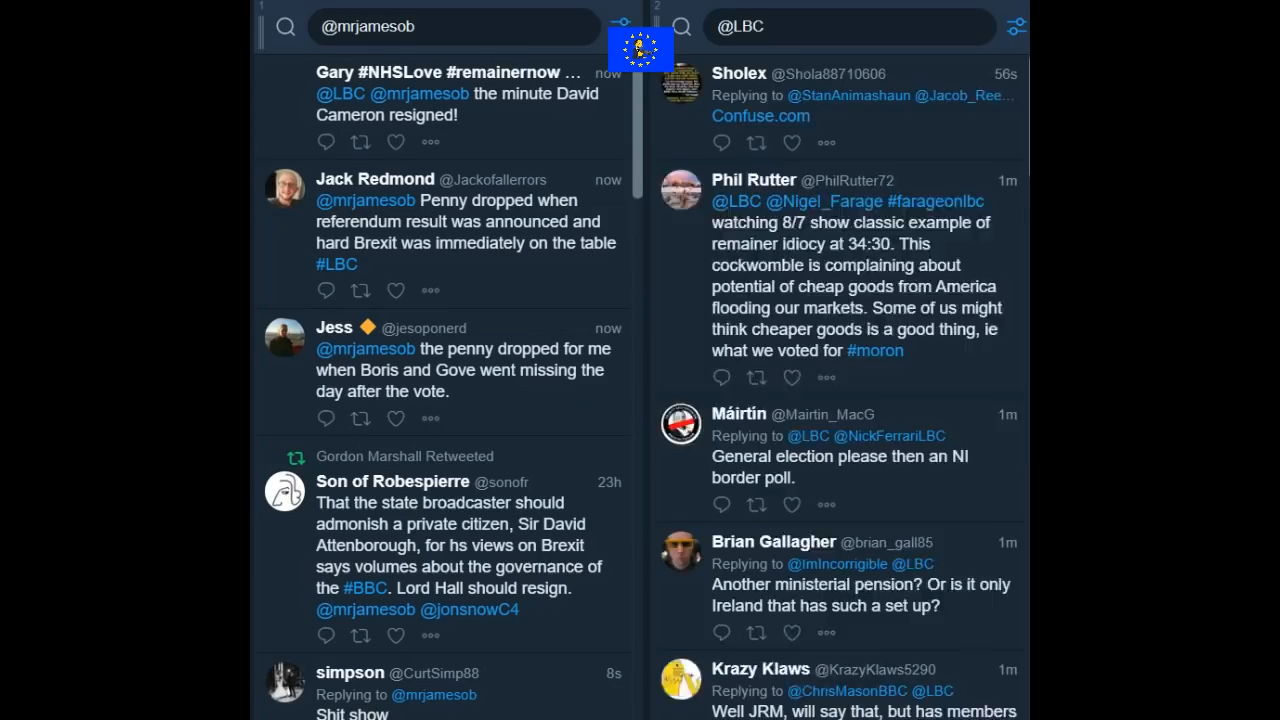 1
@mrjamesob
Gary #NHSLove #remainernow ... now
@LBC @mrjamesob the minute David
Cameron resigned!
Jack Redmond @Jackofallerrors now
@mrjamesob Penny dropped when
referendum result was announced and
hard Brexit was immediately on the table
#LBC
Jess @jesoponerd now
@mrjamesob the penny dropped for me
when Boris and Gove went missing the
day after the vote.
Gordon Marshall Retweeted
Son of Robespierre @sonofr 23h
That the state broadcaster should
admonish a private citizen, Sir David
Attenborough, for hs views on Brexit
says volumes about the governance of
the #BBC. Lord Hall should resign.
@mrjamesob @jonsnowC4
simpson @CurtSimp88 8s
Replying to @mrjamesob
Shit show
2
@LBC
Sholex @Shola88710606 56s
Replying to @StanAnimashaun @Jacob_Ree...
Confuse.com
Phil Rutter @PhilRutter72 1m
@LBC @Nigel_Farage #farageonlbc
watching 8/7 show classic example of
remainer idiocy at 34:30. This
cockwomble is complaining about
potential of cheap goods from America
flooding our markets. Some of us might
think cheaper goods is a good thing, ie
what we voted for #moron
Máirtín @Mairtin_MacG 1m
Replying to @LBC @NickFerrariLBC
General election please then an NI
border poll.
Brian Gallagher @brian_gall85 1m
Replying to @ImIncorrigible @LBC
Another ministerial pension? Or is it only
Ireland that has such a set up?
Krazy Klaws @KrazyKlaws5290 1m
Replying to @ChrisMasonBBC @LBC
Well JRM, will say that, but has members